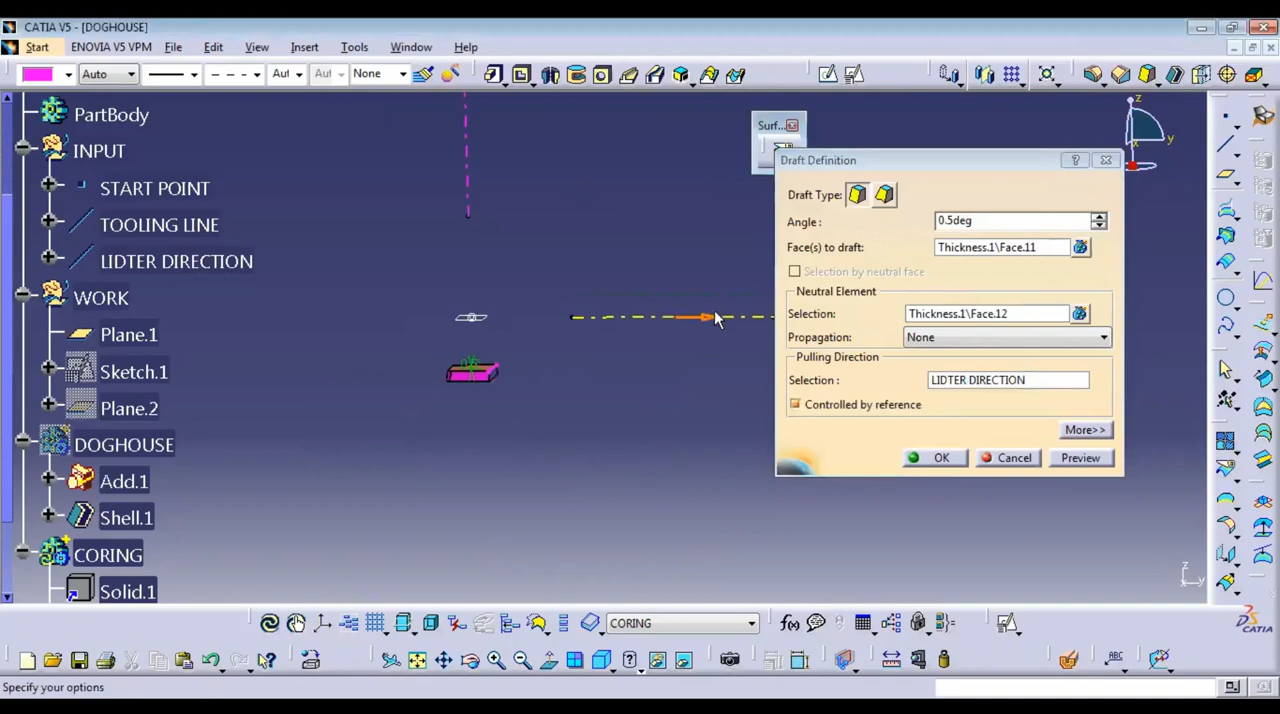 CATIA V5 - [DOGHOUSE]
Start ENOVIA V5 VPM File Edit View Insert Tools Window Help
Auto Aut Aut None
PartBody
INPUT
START POINT
TOOLING LINE
LIDTER DIRECTION
WORK
Plane.1
Sketch.1
Plane.2
DOGHOUSE
Add.1
Shell.1
CORING
Solid.1
Surf...
z
y
x
Draft Definition
Draft Type:
Angle : 0.5deg
Face(s) to draft: Thickness.1\Face.11
Selection by neutral face
Neutral Element
Selection: Thickness.1\Face.12
Propagation: None
Pulling Direction
Selection : LIDTER DIRECTION
Controlled by reference
More>>
OK Cancel Preview
z
y
CORING
f(x)
CATIA
ABC
Specify your options